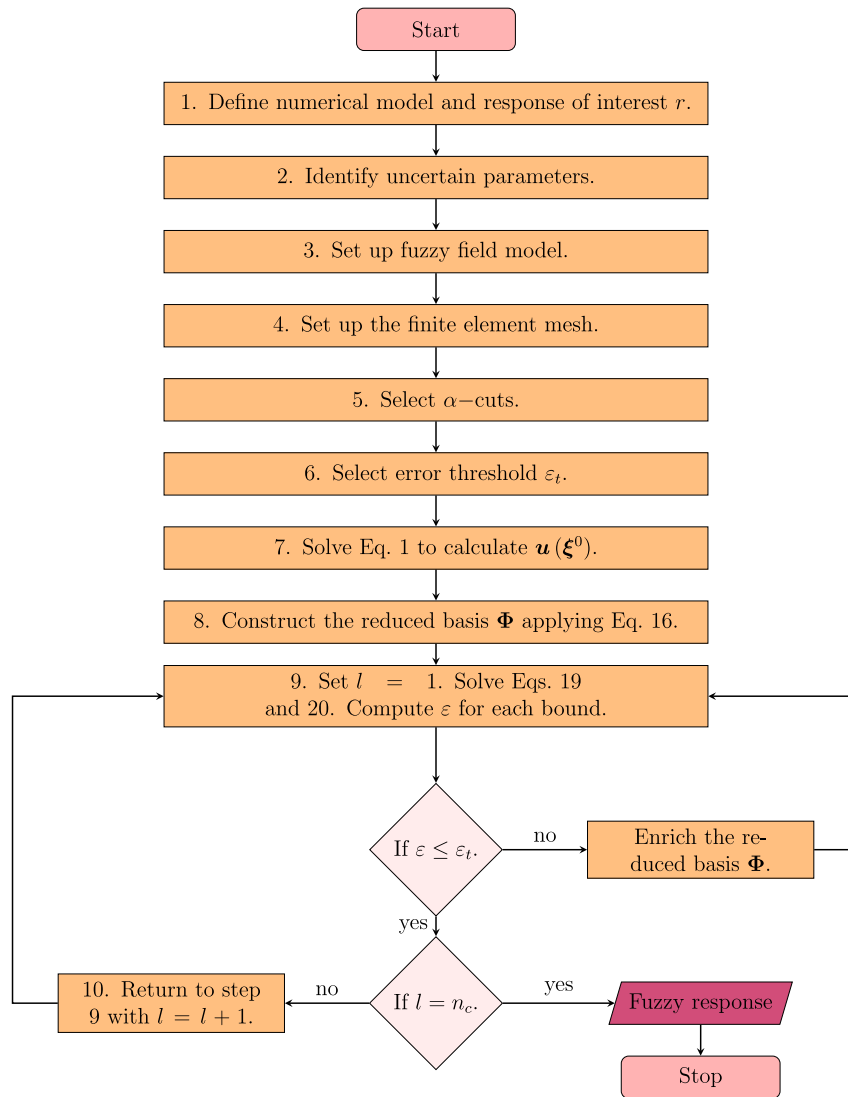 Start
1. Define numerical model and response of interest r.
2. Identify uncertain parameters.
3. Set up fuzzy field model.
4. Set up the finite element mesh.
5. Select α−cuts.
6. Select error threshold ε_t.
7. Solve Eq. 1 to calculate u(ξ⁰).
8. Construct the reduced basis Φ applying Eq. 16.
9. Set l = 1. Solve Eqs. 19
and 20. Compute ε for each bound.
If ε ≤ ε_t.
no
Enrich the re-
duced basis Φ.
yes
10. Return to step
9 with l = l + 1.
no
If l = n_c.
yes
Fuzzy response
Stop